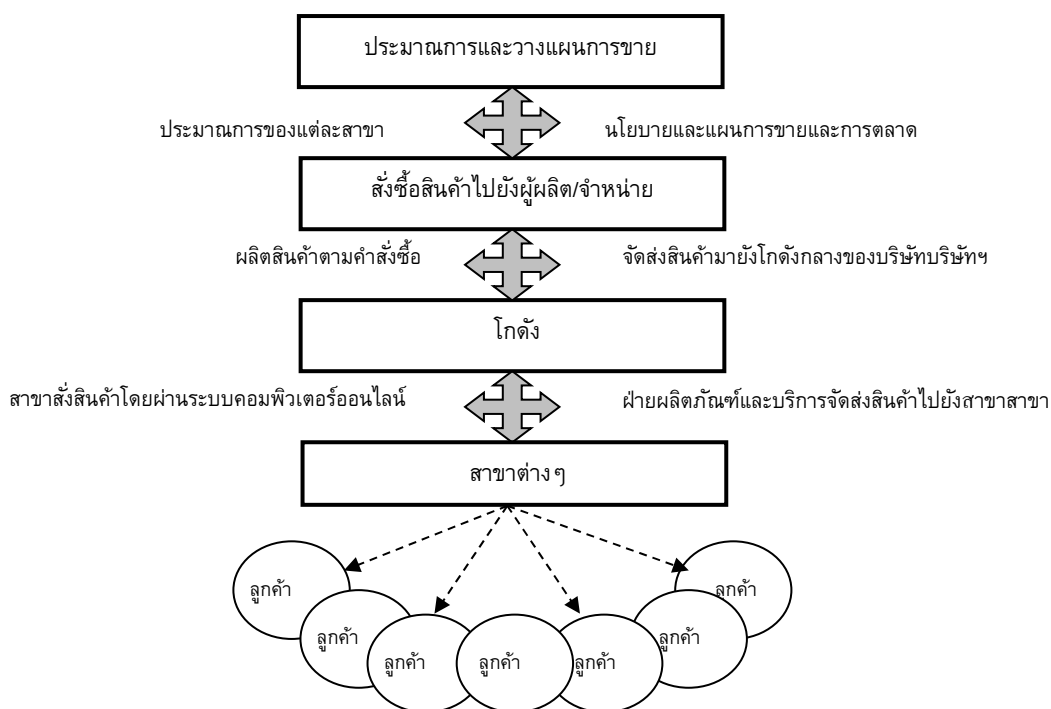 ประมาณการและวางแผนการขาย
ประมาณการของแต่ละสาขา
นโยบายและแผนการขายและการตลาด
สั่งซื้อสินค้าไปยังผู้ผลิต/จำหน่าย
ผลิตสินค้าตามคำสั่งซื้อ
จัดส่งสินค้ามายังโกดังกลางของบริษัทบริษัทฯ
โกดัง
สาขาสั่งสินค้าโดยผ่านระบบคอมพิวเตอร์ออนไลน์
ฝ่ายผลิตภัณฑ์และบริการจัดส่งสินค้าไปยังสาขาสาขา
สาขาต่างๆ
ลูกค้า
ลูกค้า
ลูกค้า
ลูกค้า
ลูกค้า
ลูกค้า
ลูกค้า